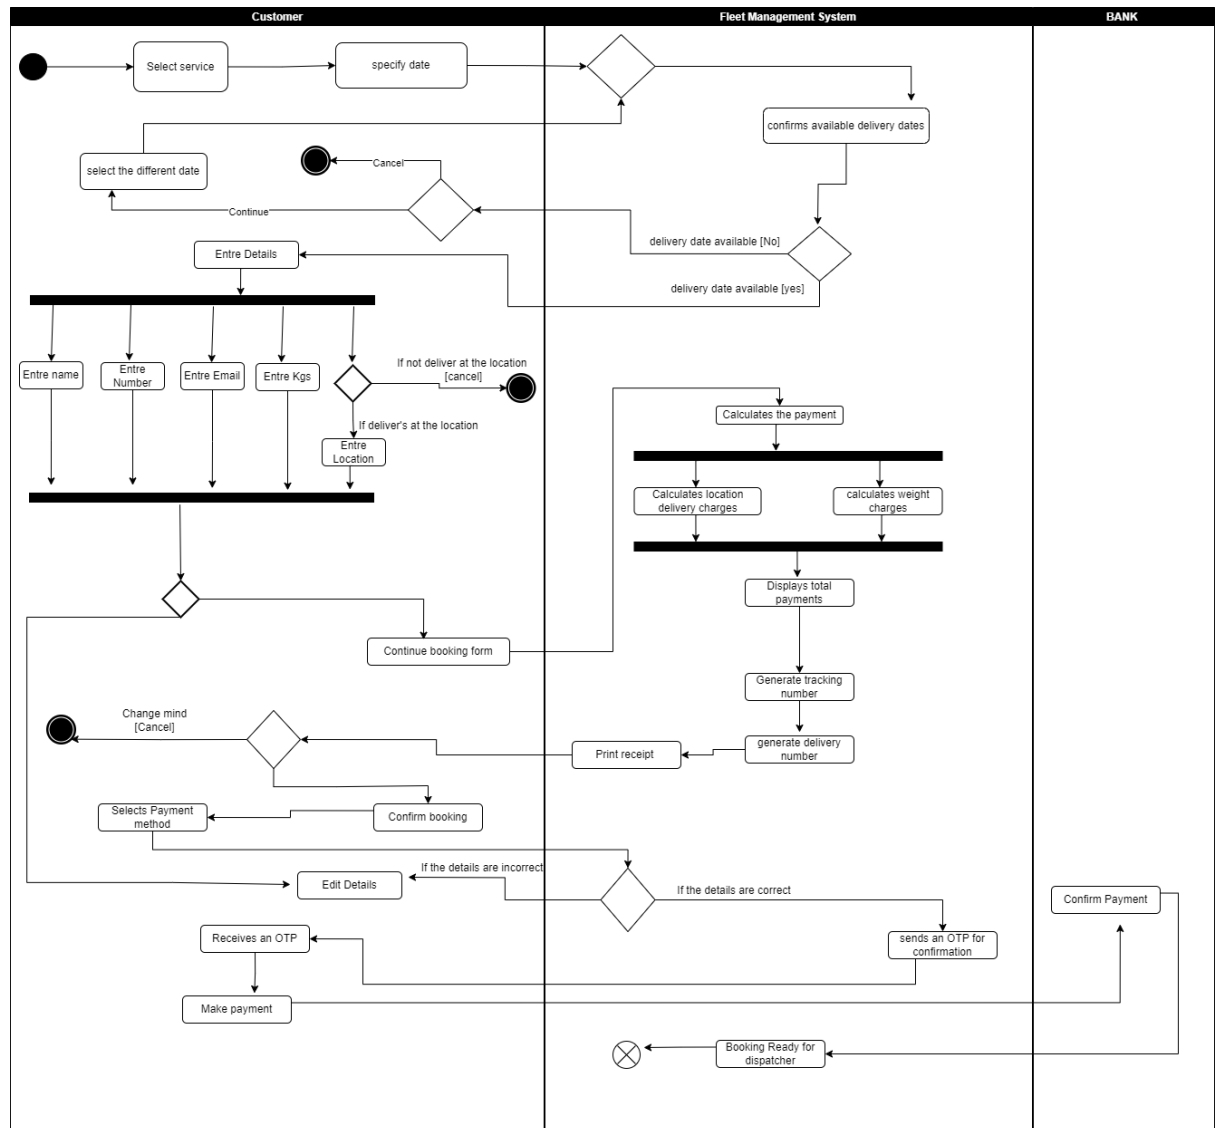 Customer
Fleet Management System
BANK
Select service
specify date
confirms available delivery dates
select the different date
Cancel
Continue
delivery date available [No]
Entre Details
delivery date available [yes]
Entre name
Entre
Number
Entre Email
Entre Kgs
If not deliver at the location
[cancel]
If deliver's at the location
Entre
Location
Calculates the payment
Calculates location
delivery charges
calculates weight
charges
Displays total
payments
Continue booking form
Generate tracking
number
Change mind
[Cancel]
Print receipt
generate delivery
number
Selects Payment
method
Confirm booking
If the details are incorrect
Edit Details
If the details are correct
Confirm Payment
Receives an OTP
sends an OTP for
confirmation
Make payment
Booking Ready for
dispatcher